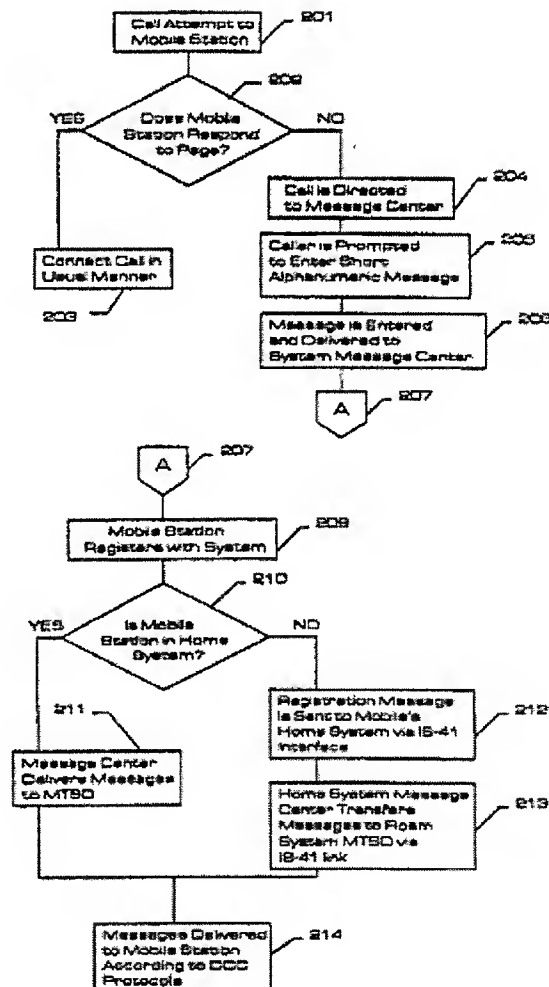 Call Attempt to
Mobile Station
201
202
YES
Does Mobile
Station Respond
to Page?
NO
Call is Directed
to Message Center
204
Connect Call in
Usual Manner
203
Caller is Prompted
to Enter Short
Alphanumeric Message
205
Message is Entered
and Delivered to
System Message Center
206
A
207
A
207
Mobile Station
Registers with System
209
210
YES
Is Mobile
Station in Home
System?
NO
211
Message Center
Delivers Messages
to MTSO
Registration Message
is Sent to Mobile's
Home System via IS-41
Interface
212
Home System Message
Center Transfers
Messages to Roam
System MTSO via
IS-41 link
213
Messages Delivered
to Mobile Station
According to DCC
Protocols
214